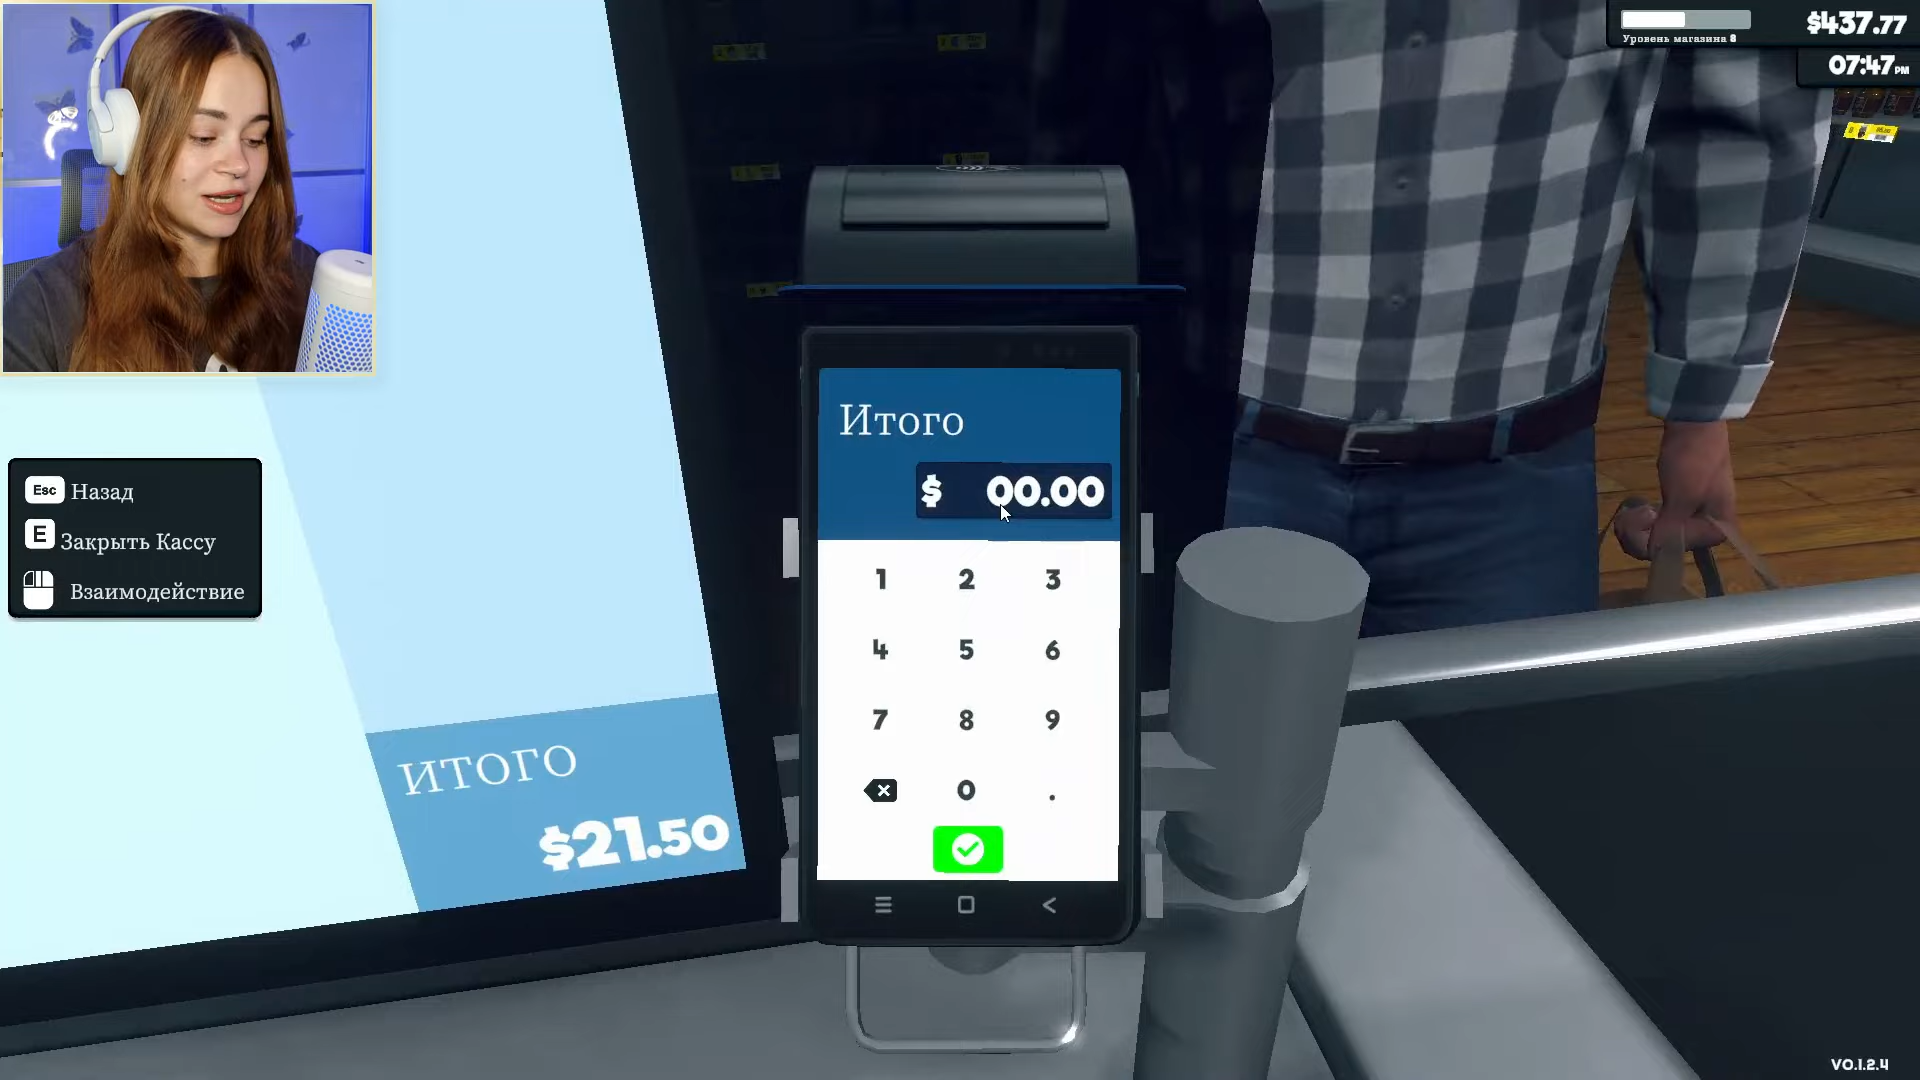 $437.77
Уровень магазина 8
07:47PM
Итого
$ 00.00
Esc Назад
E Закрыть Кассу
Взаимодействие
1 2 3
4 5 6
7 8 9
0 .
ИТОГО
$21.50
V0.1.2.4